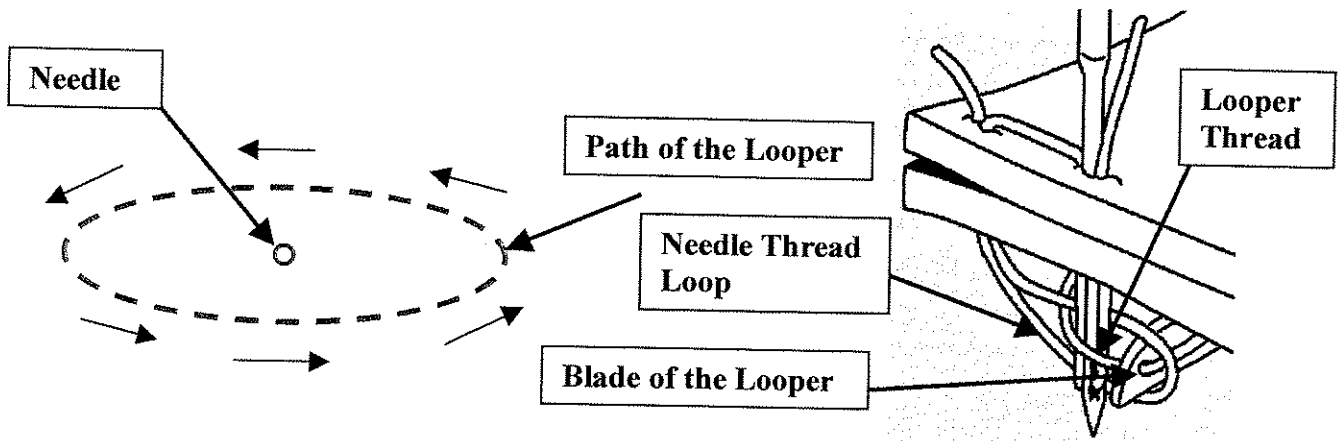 Needle
Path of the Looper
Looper
Thread
Needle Thread
Loop
Blade of the Looper